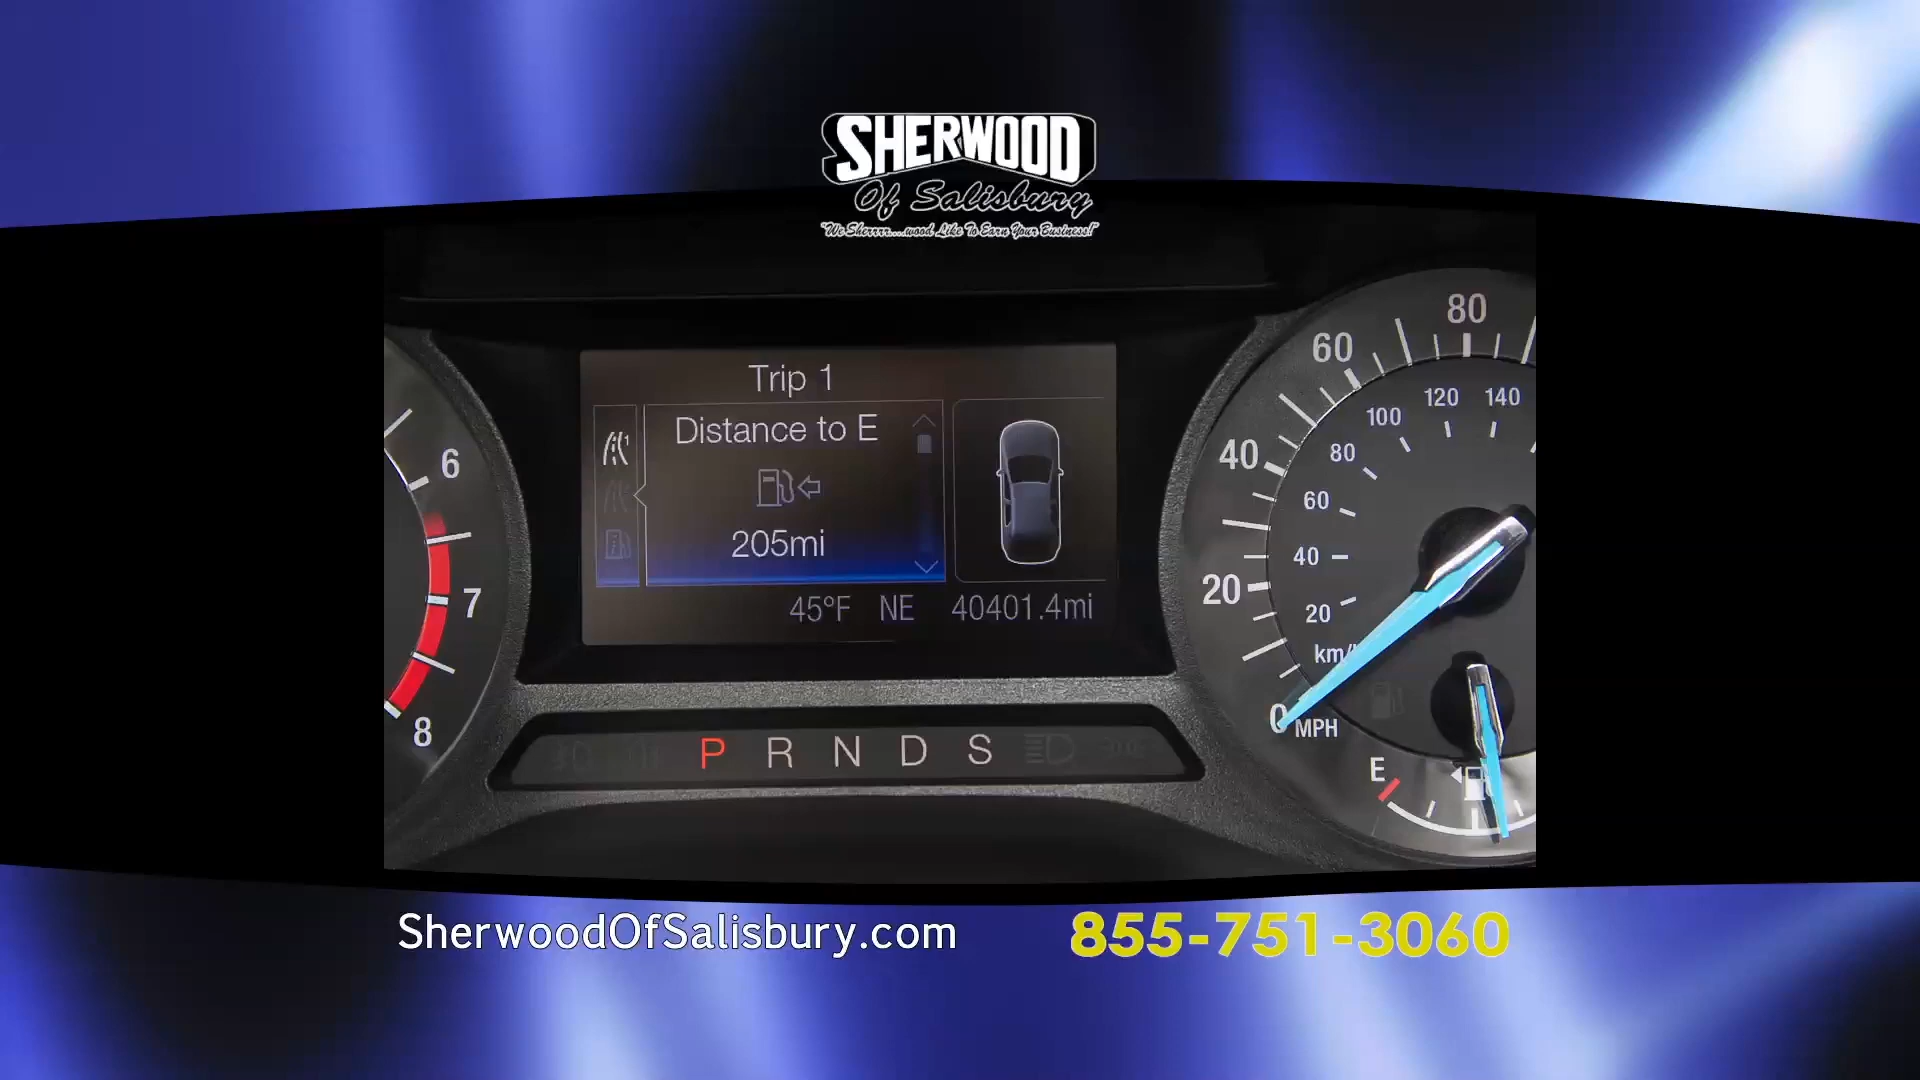 SHERWOOD
Of Salisbury
"We Sherrrr....wood Like To Earn Your Business!"
Trip 1
Distance to E
1
205mi
45°F NE 40401.4mi
6
7
8
P R N D S
80
60
40
20
0 MPH
140
120
100
80
60
40
20
km/
E
SherwoodOfSalisbury.com
855-751-3060